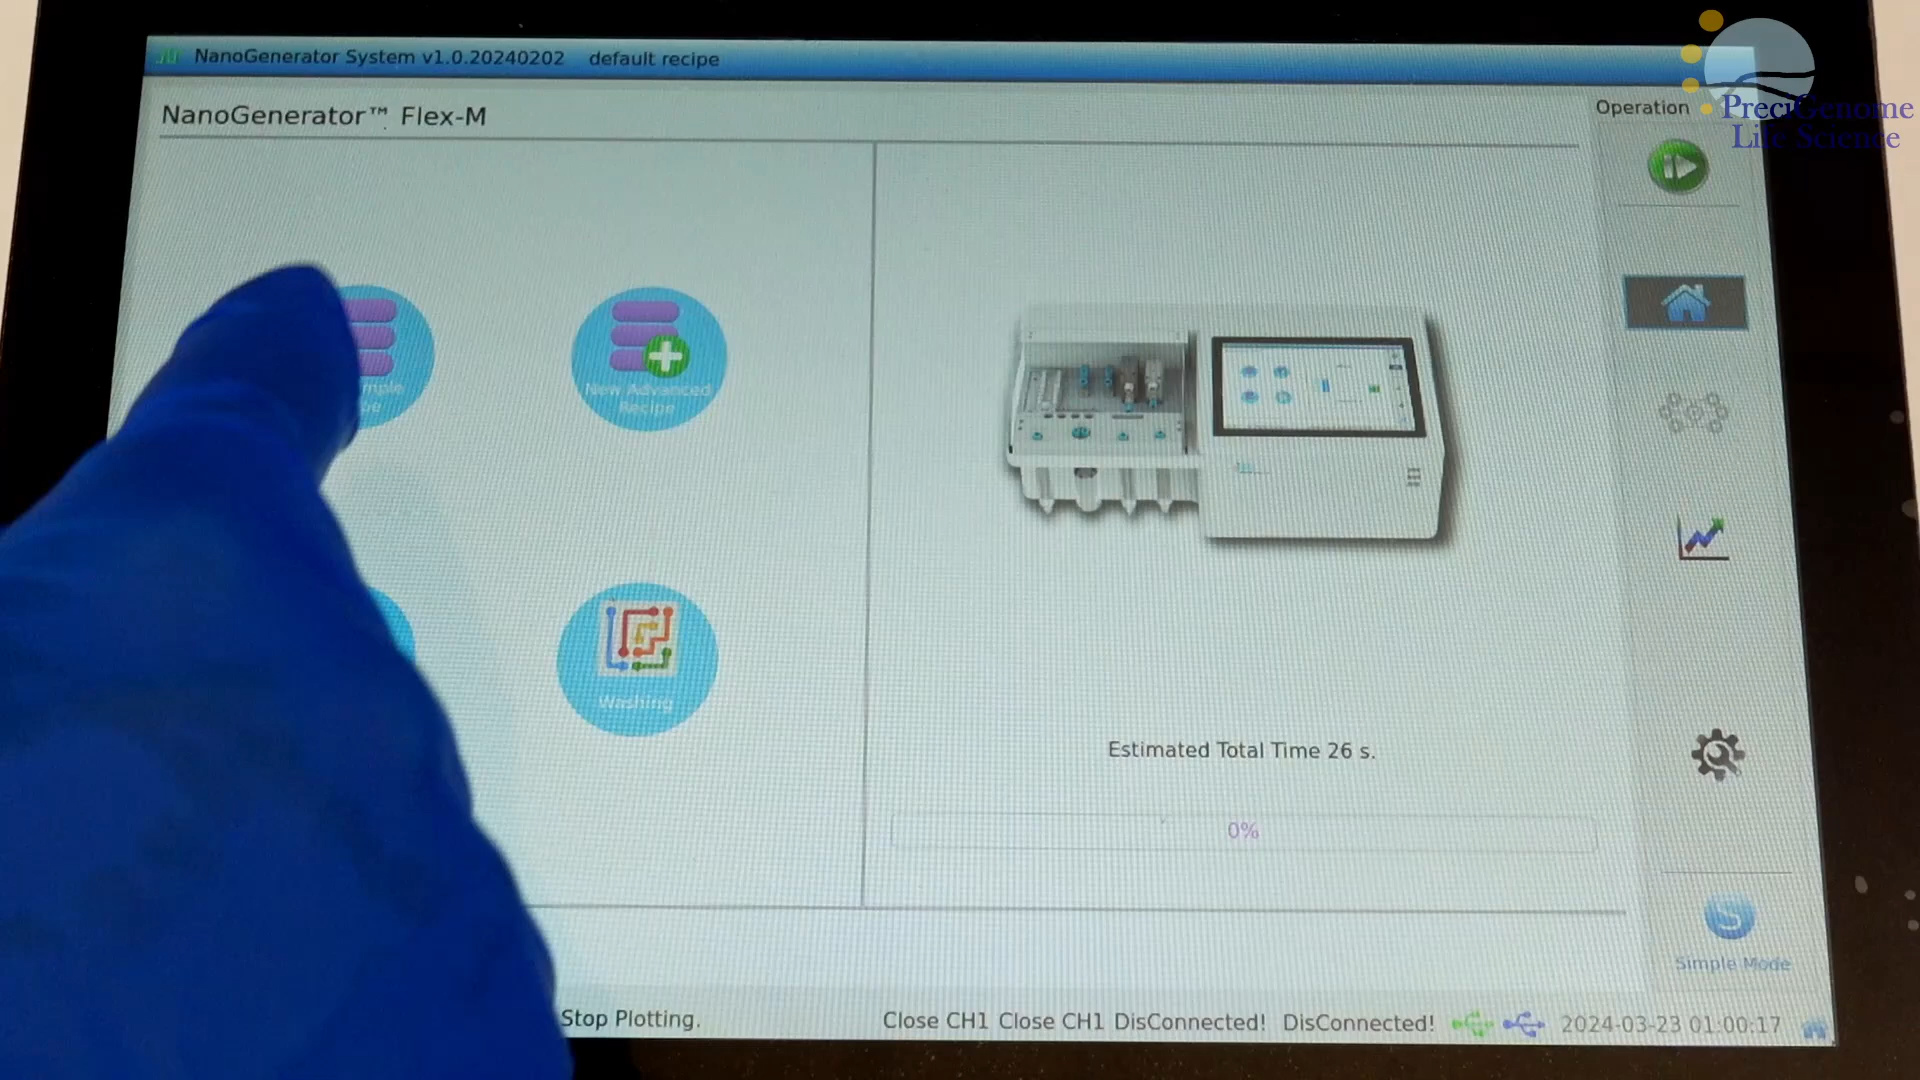 NanoGenerator System v1.0.20240202 default recipe
NanoGenerator™ Flex-M
Operation
PreciGenome
Life Science
New Advanced
Recipe
Washing
Estimated Total Time 26 s.
0%
S
Simple Mode
Stop Plotting.
Close CH1 Close CH1 DisConnected! DisConnected!
2024-03-23 01:00:17